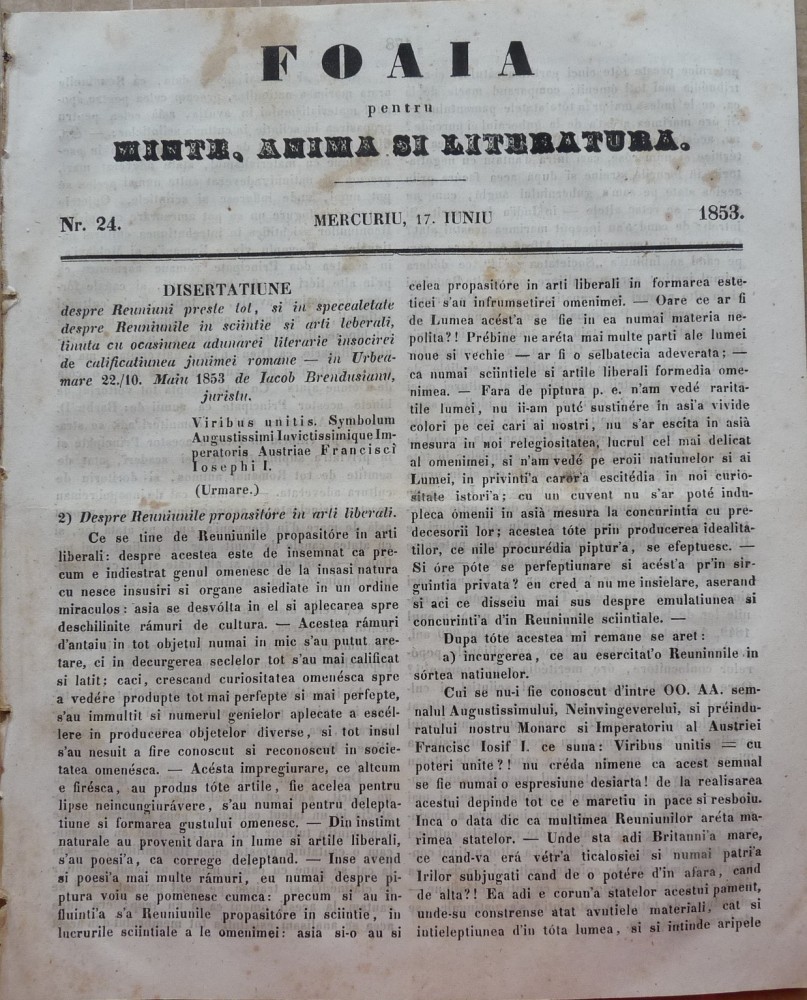 FOAIA
pentru
MINTE, ANIMA SI LITERATURA.
Nr. 24.
MERCURIU, 17. IUNIU
1853.
DISERTATIUNE
despre Reuniuni preste tot, si in specealetate
despre Reuniunile in sciintie si arti leberali,
tinuta cu ocasiunea adunarei literarie insocirei
de calificatiunea junimei romane — in Urbea-
mare 22./10. Maiu 1853 de Iacob Brendusianu,
juristu.
Viribus unitis. Symbolum
Augustissimi Invictissimique Im-
peratoris Austriae Francisci
Iosephi I.
(Urmare.)
2) Despre Reuniunile propasitóre in arti liberali.
Ce se tine de Reuniunile propasitóre in arti
liberali: despre acestea este de insemnat ca pre-
cum e indiestrat genul omenesc de la insasi natura
cu nesce insusiri si organe asiediate in un ordine
miraculos: asia se desvólta in el si aplecarea spre
deschilinite rámuri de cultura. — Acestea rámuri
d'antaiu in tot objetul numai in mic s'au putut are-
tare, ci in decurgerea seclelor tot s'au mai calificat
si latit; caci, crescand curiositatea omenésca spre
a vedére produpte tot mai perfepte si mai perfepte,
s'au immultit si numerul genielor aplecate a escél-
lere in producerea objetelor diverse, si tot insul
s'au nesuit a fire conoscut si reconoscut in socie-
tatea omenésca. — Acésta impregiurare, ce altcum
e firésca, au produs tóte artile, fie acelea pentru
lipse neincungiurávere, s'au numai pentru delepta-
tiune si formarea gustului omenesc. — Din instimt
naturale au provenit dara in lume si artile liberali,
s'au poesi'a, ca correge deleptand. — Inse avend
si poesi'a mai multe rámuri, eu numai despre pi-
ptura voiu se pomenesc cumca: precum si au in-
fluinti'a s'a Reuniunile propasitóre in sciintie, in
lucrurile sciintiale a le omenimei: asia si-o au si
celea propasitóre in arti liberali in formarea este-
ticei s'au infrumsetirei omenimei. — Oare ce ar fi
de Lumea acést'a se fie in ea numai materia ne-
polita?! Prébine ne aréta mai multe parti ale lumei
noue si vechie — ar fi o selbatecia adeverata; —
ca numai sciintiele si artile liberali formedia ome-
nimea. — Fara de piptura p. e. n'am vedé rarita-
tile lumei, nu ii-am puté sustinére in asi'a vivide
colori pe cei cari ai nostri, nu s'ar escita in asiâ
mesura in noi relegiositatea, lucrul cel mai delicat
al omenimei, si n'am vedé pe eroii natiunelor si ai
Lumei, in privinti'a caror'a escitédia in noi curio-
sitate istori'a; cu un cuvent nu s'ar poté indu-
pleca ómenii in asià mesura la concurintia cu pre-
decesorii lor; acestea tóte prin producerea idealita-
tilor, ce nile procurédia piptur'a, se efeptuesc. —
Si óre póte se perfeptiunare si acést'a pr'in sir-
guintia privata? en cred a nu me insielare, aserand
si aci ce disseiu mai sus despre emulatiunea si
concurinti'a d'in Reuniunile sciintiale. —
Dupa tóte acestea mi remane se aret:
a) incurgerea, ce au esercitat'o Reuninnile in
sórtea natiunelor.
Cui se nu-i fie conoscut d'intre OO. AA. sem-
nalul Augustissimului, Neinvingeverelui, si préindu-
ratului nostru Monarc si Imperatoriu al Austriei
Francisc Iosif I. ce suna: Viribus unitis = cu
poteri unite?! nu créda nimene ca acest semnal
se fie numai o espresiune desiarta! de la realisarea
acestui depinde tot ce e maretiu in pace si resboiu.
Inca o data dic ca multimea Reuniunilor aréta ma-
rimea statelor. — Unde sta adi Britanni'a mare,
ce cand-va erá vétr'a ticalosiei si numai patri'a
Irilor subjugati cand de o potére d'in afara, cand
de alta?! Ea adi e corun'a statelor acestui pament,
unde-su constrense atat avutiele materiali, cat si
intieleptiunea d'in tóta lumea, si si intinde aripele